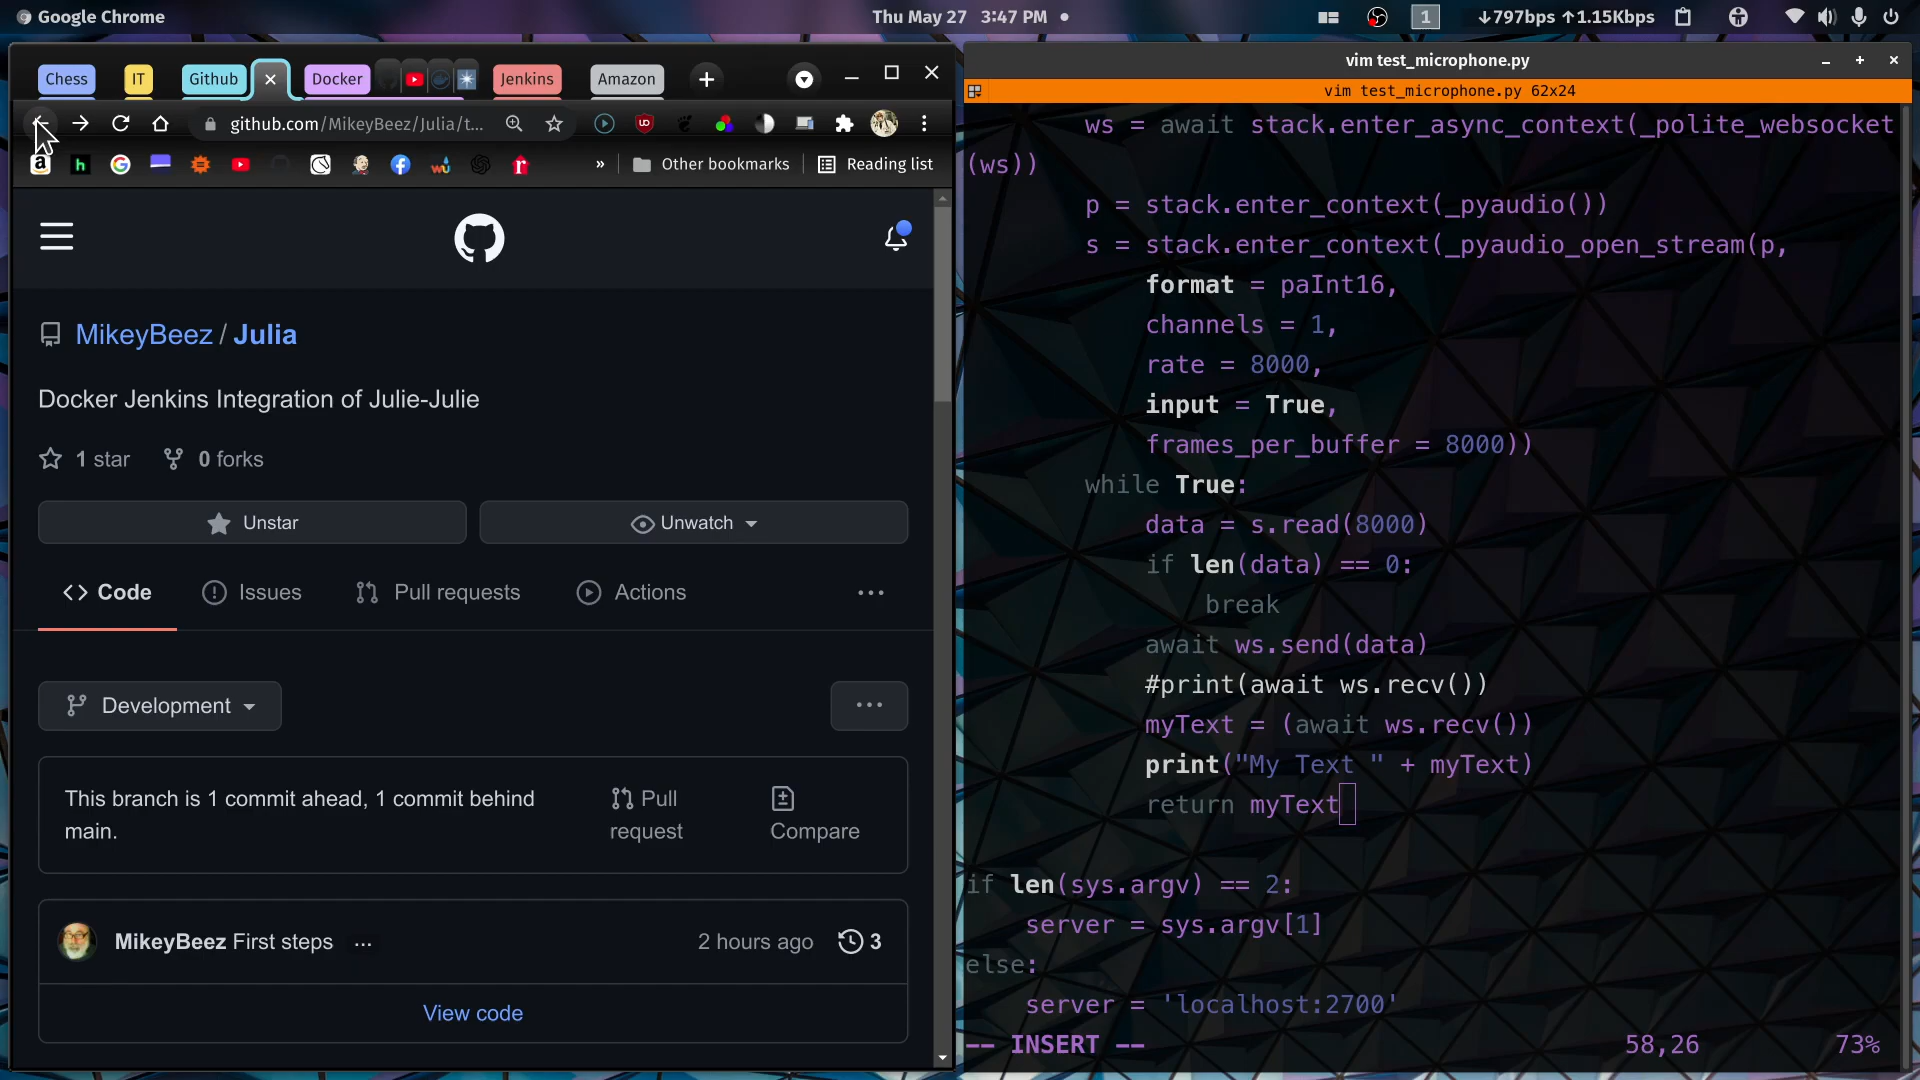 Google Chrome
Thu May 27 3:47 PM
1
↓797bps ↑1.15Kbps
Chess
IT
Github
Docker
Jenkins
Amazon
github.com/MikeyBeez/Julia/t...
Other bookmarks
Reading list
MikeyBeez / Julia
Docker Jenkins Integration of Julie-Julie
1 star
0 forks
Unstar
Unwatch
Code
Issues
Pull requests
Actions
Development
This branch is 1 commit ahead, 1 commit behind
main.
Pull
request
Compare
MikeyBeez First steps ...
2 hours ago
3
View code
vim test_microphone.py
vim test_microphone.py 62x24
ws = await stack.enter_async_context(_polite_websocket
(ws))
p = stack.enter_context(_pyaudio())
s = stack.enter_context(_pyaudio_open_stream(p,
format = paInt16,
channels = 1,
rate = 8000,
input = True,
frames_per_buffer = 8000))
while True:
data = s.read(8000)
if len(data) == 0:
break
await ws.send(data)
#print(await ws.recv())
myText = (await ws.recv())
print("My Text " + myText)
return myText
if len(sys.argv) == 2:
server = sys.argv[1]
else:
server = 'localhost:2700'
-- INSERT --
58,26
73%